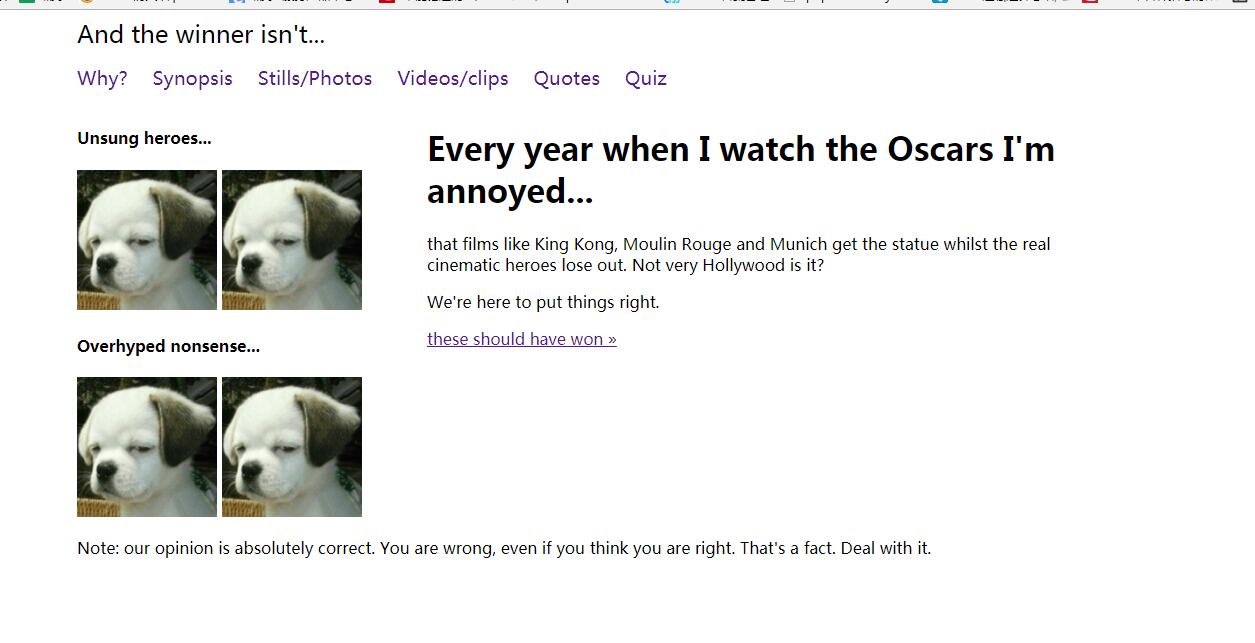 And the winner isn't...
Why? Synopsis Stills/Photos Videos/clips Quotes Quiz
Unsung heroes...
Every year when I watch the Oscars I'm
annoyed...
that films like King Kong, Moulin Rouge and Munich get the statue whilst the real
cinematic heroes lose out. Not very Hollywood is it?
We're here to put things right.
these should have won »
Overhyped nonsense...
Note: our opinion is absolutely correct. You are wrong, even if you think you are right. That's a fact. Deal with it.